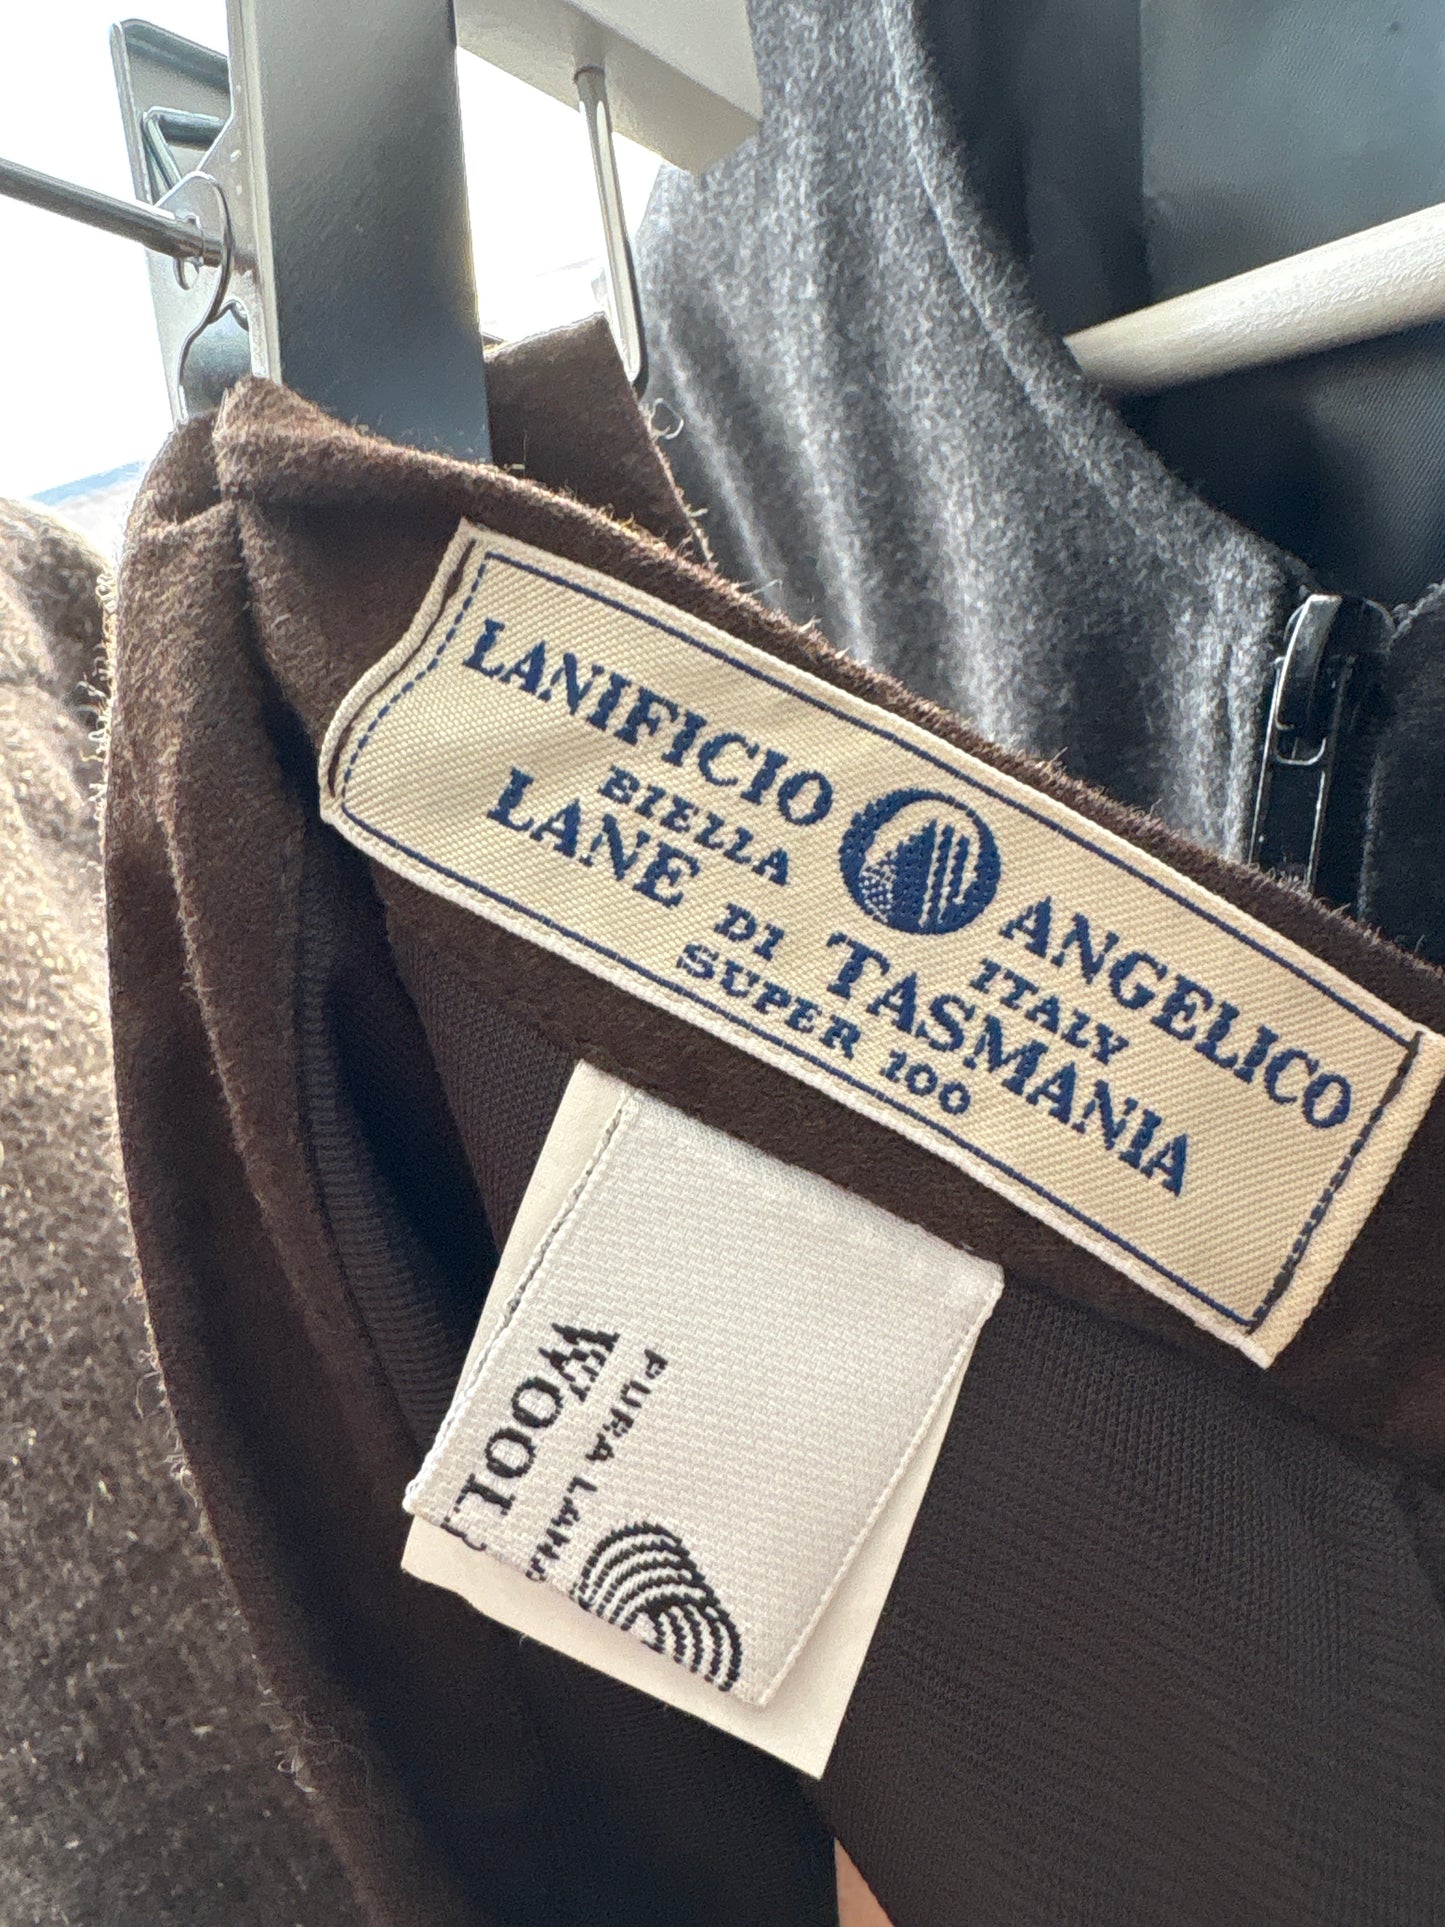 LANIFICIO ANGELICO
BIELLA ITALY
LANE DI TASMANIA
SUPER 100
PURA LANA
WOOL